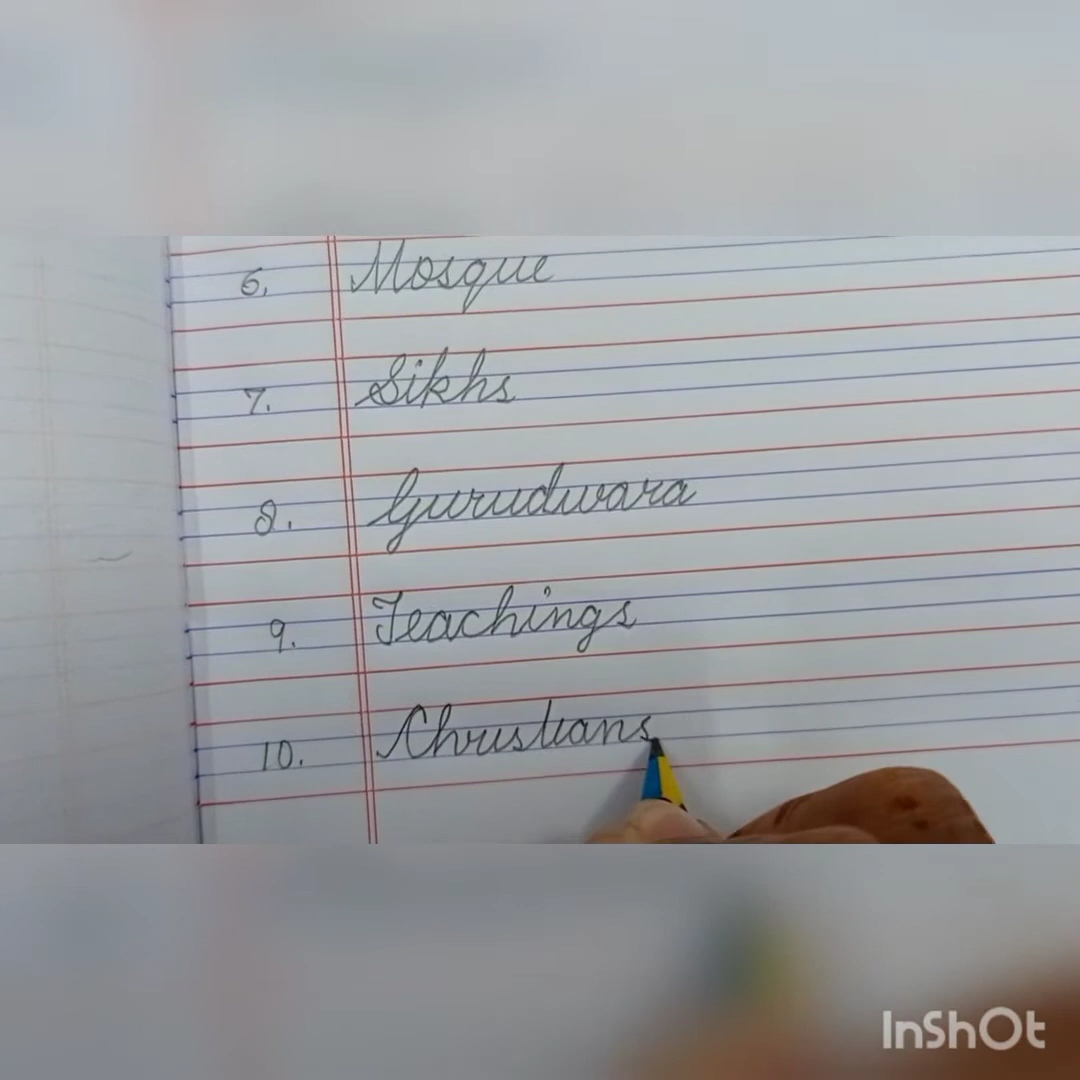 6. Mosque
7. Sikhs
8. Gurudwara
9. Teachings
10. Christians
InShOt